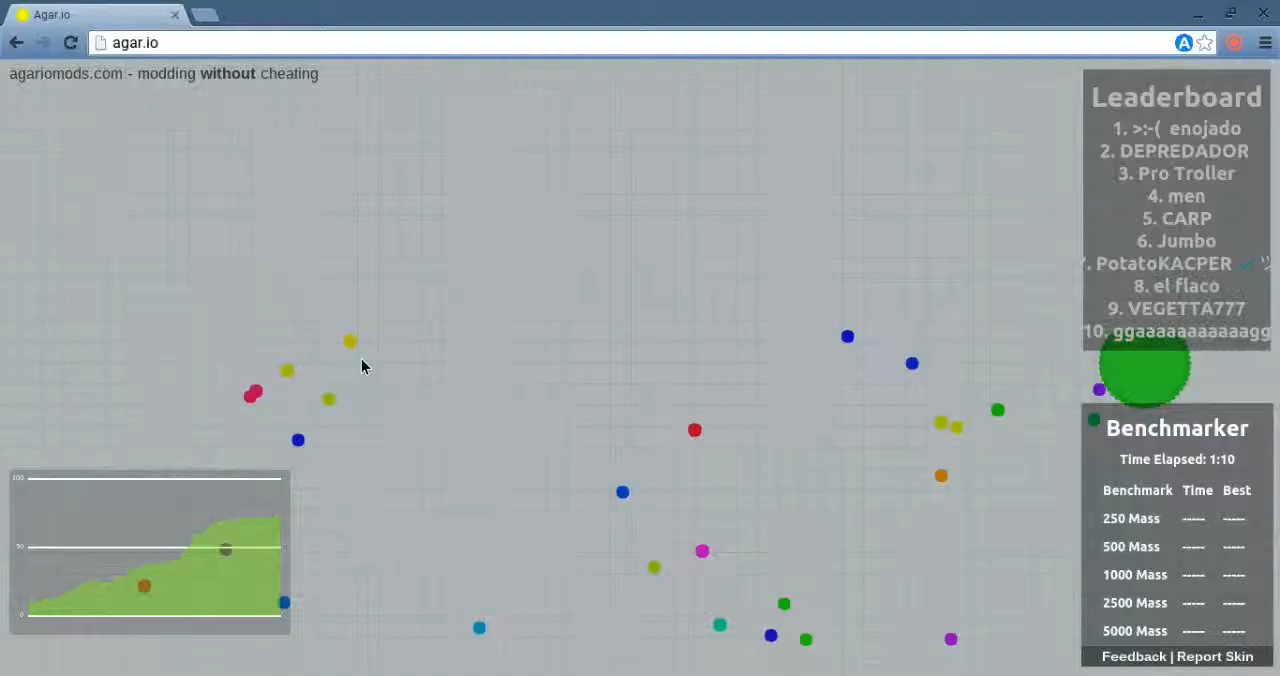 Agar.io
agar.io
agariomods.com - modding without cheating
Leaderboard
1. >:-( enojado
2. DEPREDADOR
3. Pro Troller
4. men
5. CARP
6. Jumbo
7. PotatoKACPER
8. el flaco
9. VEGETTA777
10. ggaaaaaaaaaaagg
Benchmarker
Time Elapsed: 1:10
Benchmark Time Best
250 Mass ----- -----
500 Mass ----- -----
1000 Mass ----- -----
2500 Mass ----- -----
5000 Mass ----- -----
Feedback | Report Skin
100
50
0